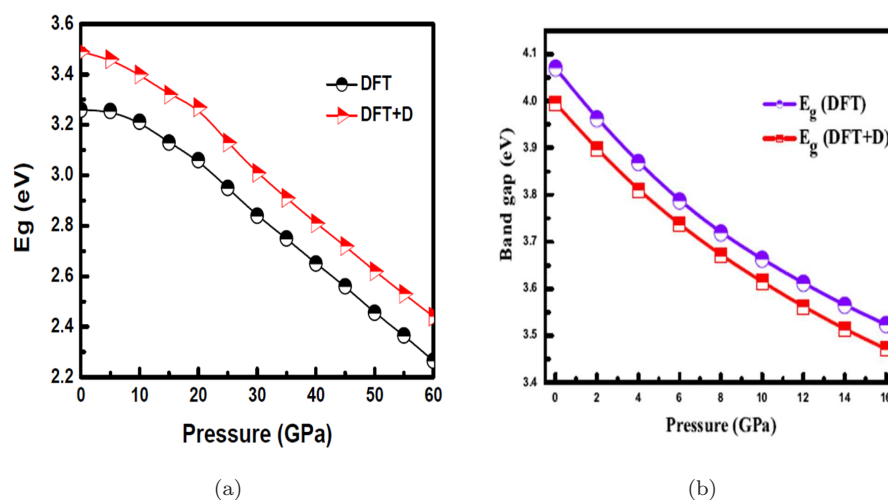 3.6
3.4
3.2
3.0
2.8
2.6
2.4
2.2
Eg (eV)
DFT
DFT+D
0 10 20 30 40 50 60
Pressure (GPa)
(a)
4.1
4.0
3.9
3.8
3.7
3.6
3.5
3.4
Band gap (eV)
E_g (DFT)
E_g (DFT+D)
0 2 4 6 8 10 12 14 16
Pressure (GPa)
(b)